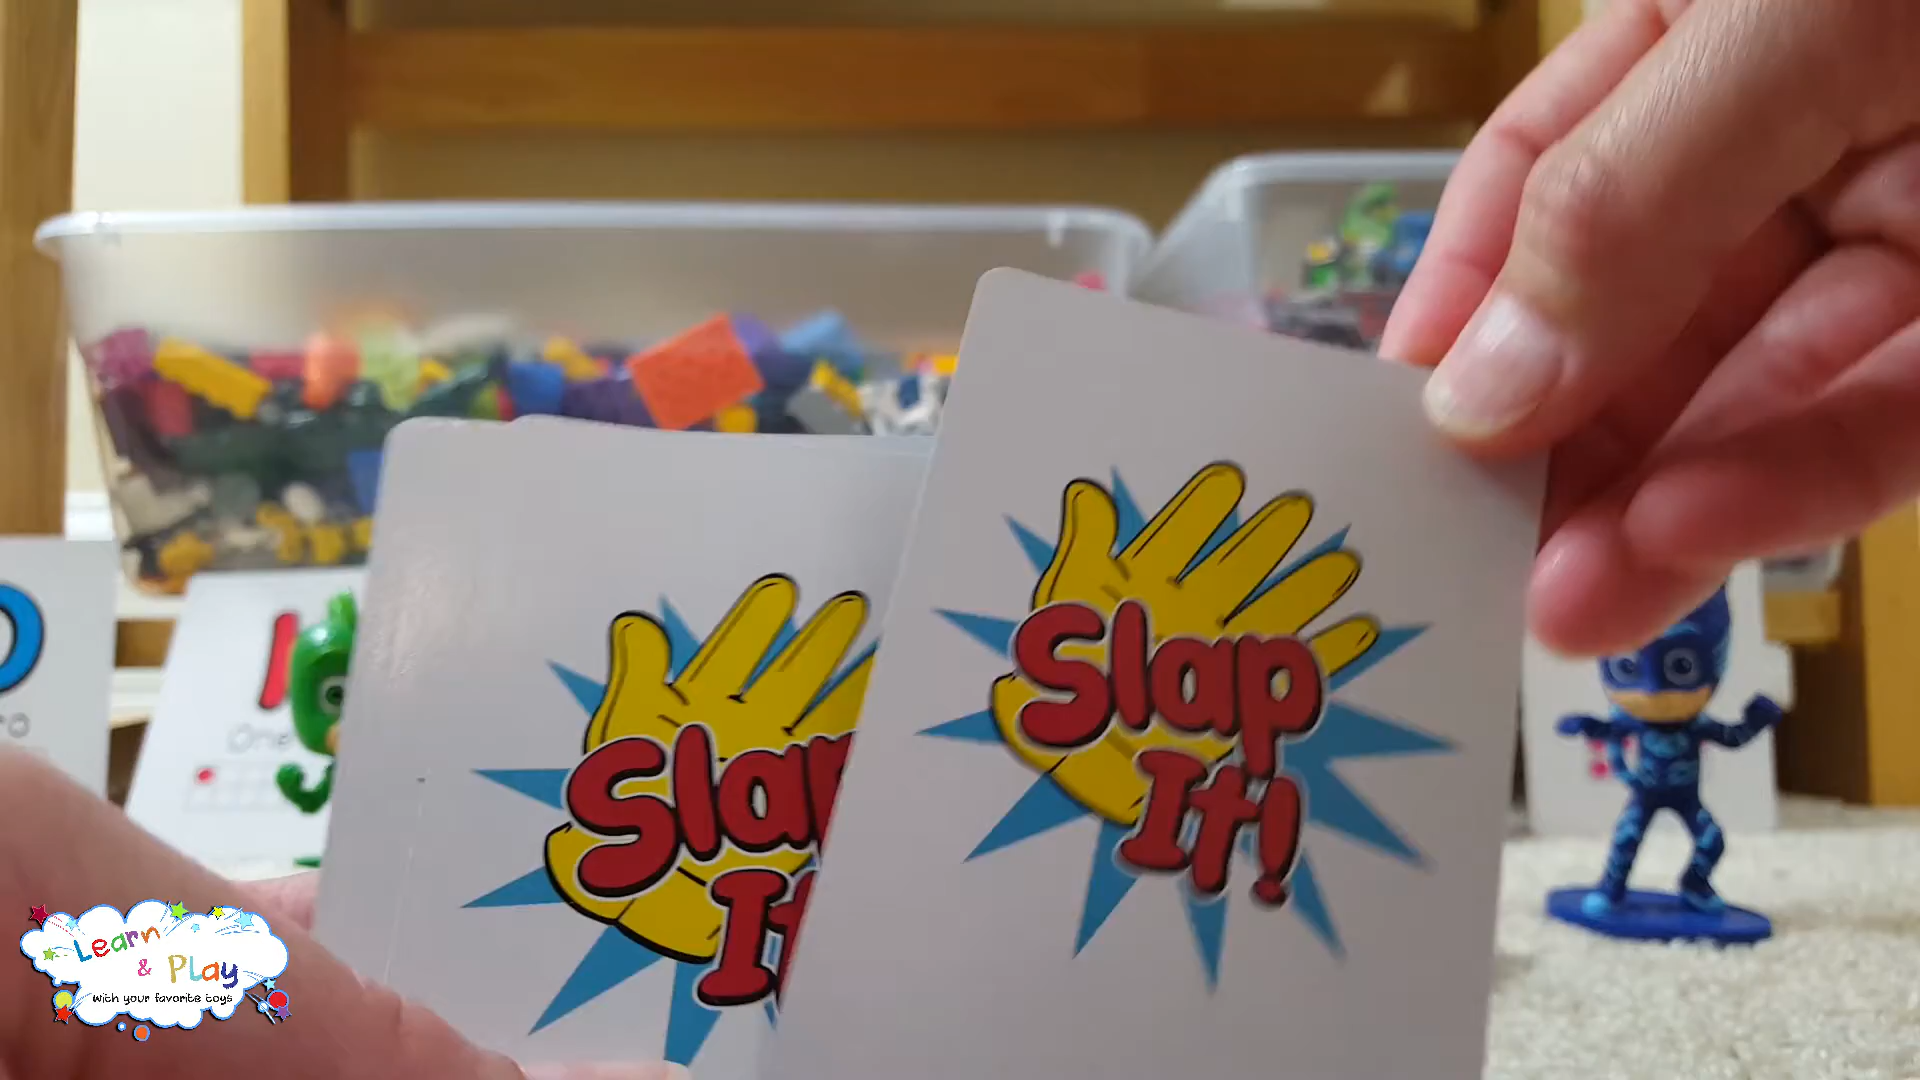 Slap
It!
Slap
It
One
Learn
& Play
with your favorite toys